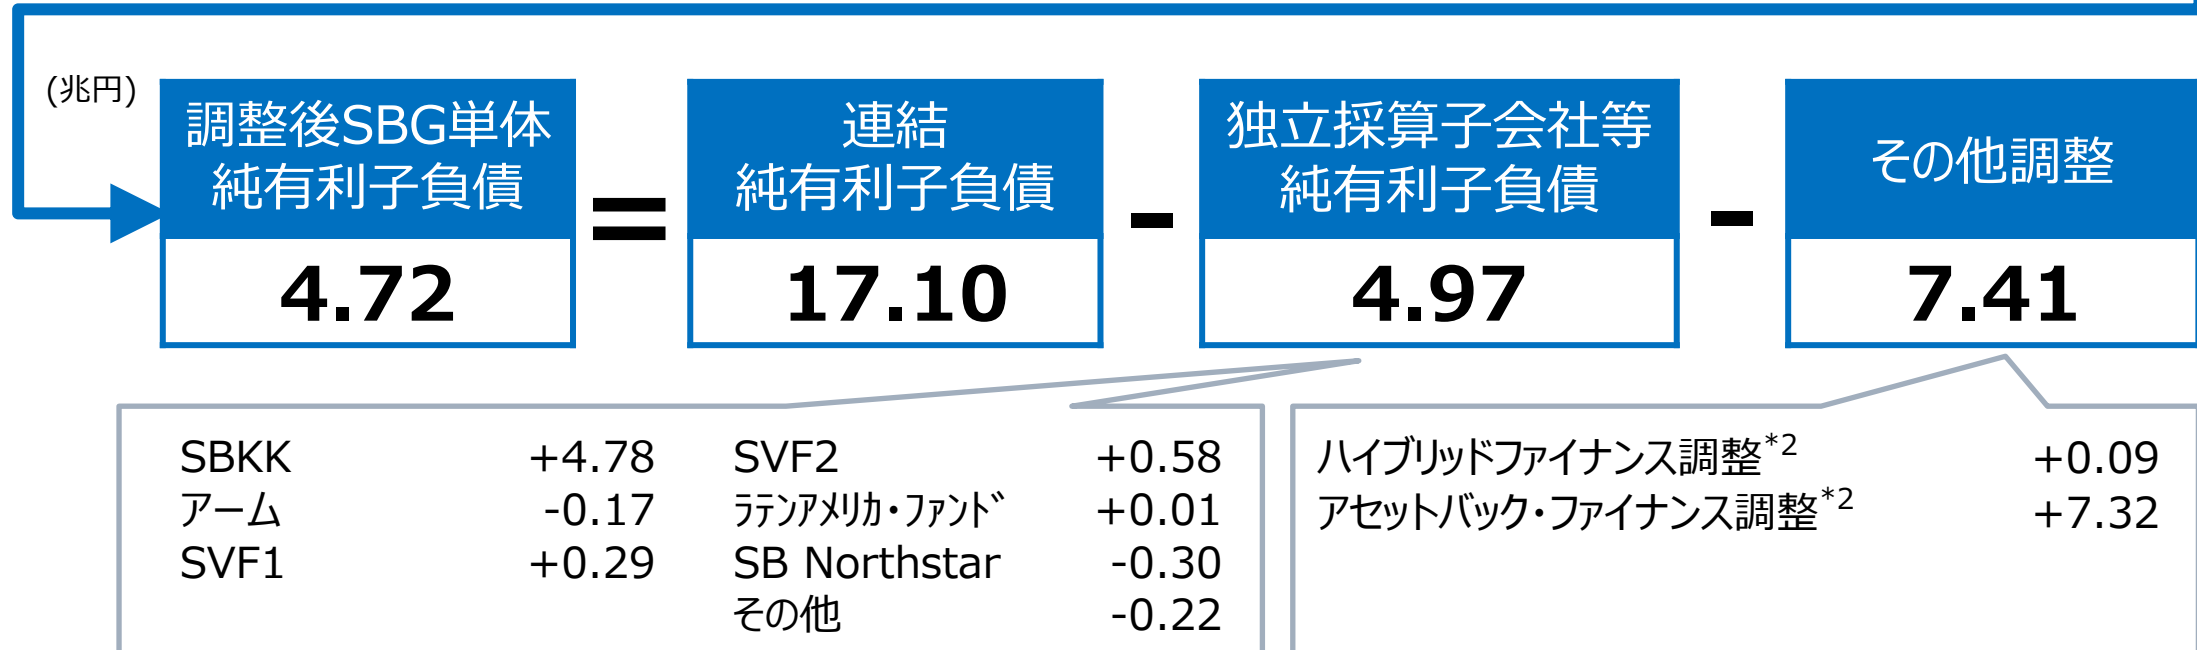 (兆円)
調整後SBG単体
純有利子負債
4.72
=
連結
純有利子負債
17.10
-
独立採算子会社等
純有利子負債
4.97
-
その他調整
7.41
SBKK +4.78
アーム -0.17
SVF1 +0.29
SVF2 +0.58
ﾗﾃﾝｱﾒﾘｶ・ﾌｧﾝﾄﾞ +0.01
SB Northstar -0.30
その他 -0.22
ハイブリッドファイナンス調整*2 +0.09
アセットバック・ファイナンス調整*2 +7.32